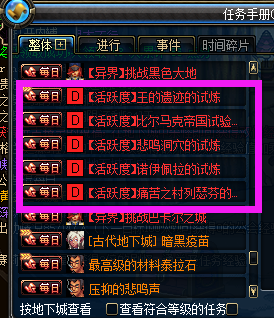 任务手册
整体 + 进行 事件 时间碎片
每日 【异界】挑战黑色大地
每日 D 【活跃度】王的遗迹的试炼
每日 D 【活跃度】比尔马克帝国试验...
每日 D 【活跃度】悲鸣洞穴的试炼
每日 D 【活跃度】诺伊佩拉的试炼
每日 D 【活跃度】痛苦之村列瑟芬的...
每日 【异界】挑战巴卡尔之城
每日 [古代地下城] 暗黑疫苗
每日 最高级的材料泰拉石
每日 压抑的悲鸣声
按地下城查看 查看符合等级的任务